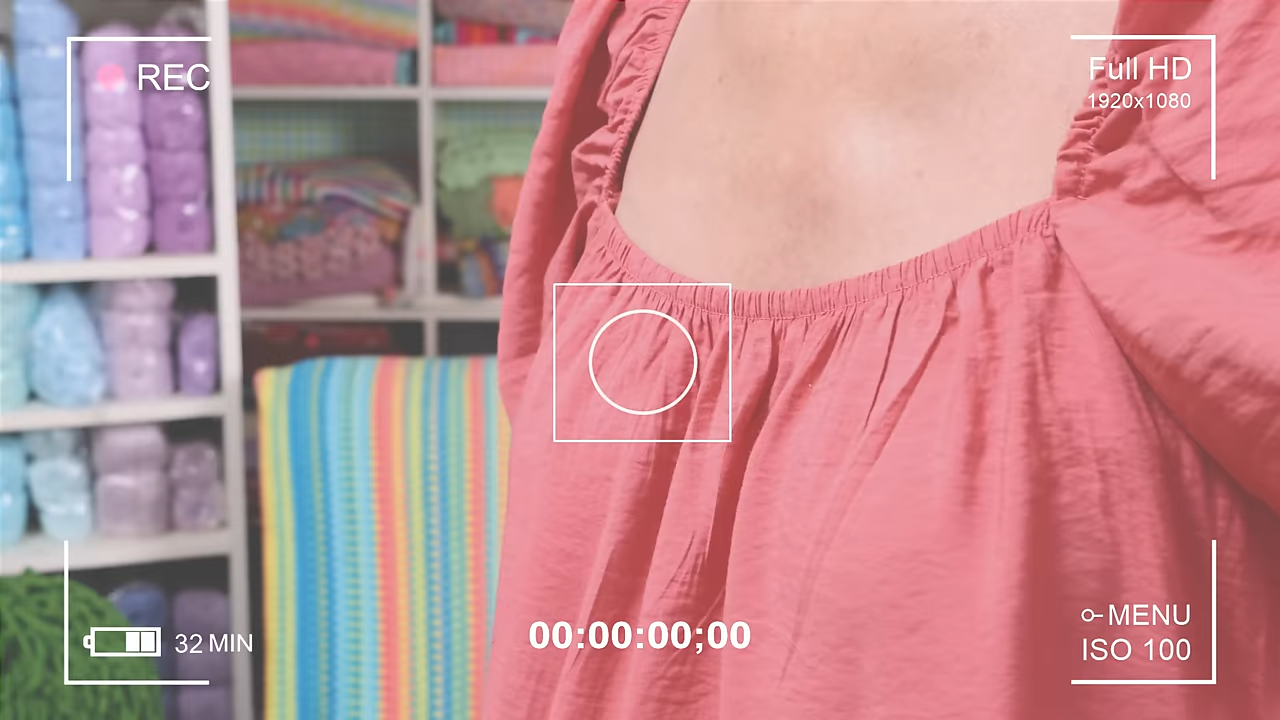 REC
Full HD
1920x1080
32 MIN
00:00:00;00
MENU
ISO 100